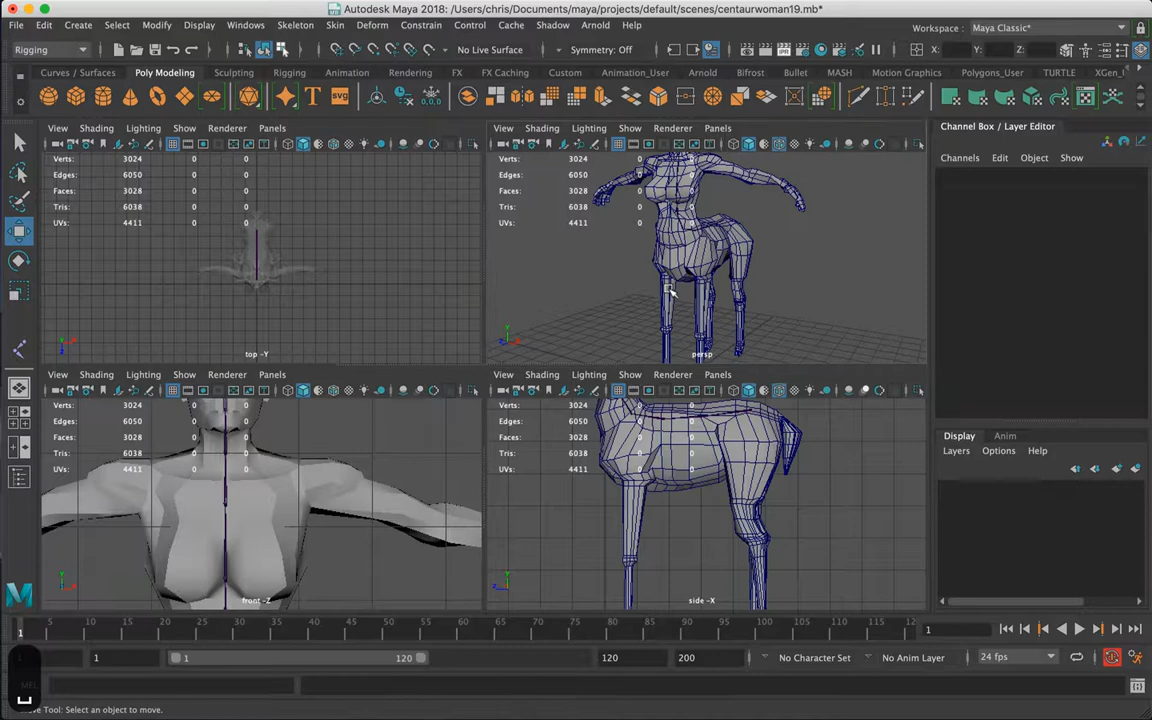 Autodesk Maya 2018: /Users/chris/Documents/maya/projects/default/scenes/centaurwoman19.mb*
File Edit Create Select Modify Display Windows Skeleton Skin Deform Constrain Control Cache Shadow Arnold Help
Workspace : Maya Classic*
Rigging No Live Surface Symmetry: Off X: Y: Z:
Curves / Surfaces Poly Modeling Sculpting Rigging Animation Rendering FX FX Caching Custom Animation_User Arnold Bifrost Bullet MASH Motion Graphics Polygons_User TURTLE XGen_
T SVG
View Shading Lighting Show Renderer Panels
Verts: 3024 0 0
Edges: 6050 0 0
Faces: 3028 0 0
Tris: 6038 0 0
UVs: 4411 0 0
top -Y
View Shading Lighting Show Renderer Panels
Verts: 3024 0 0
Edges: 6050 0 0
Faces: 3028 0 0
Tris: 6038 0 0
UVs: 4411 0 0
persp
Channel Box / Layer Editor
Channels Edit Object Show
View Shading Lighting Show Renderer Panels
Verts: 3024 0 0
Edges: 6050 0 0
Faces: 3028 0 0
Tris: 6038 0 0
UVs: 4411 0 0
front -Z
View Shading Lighting Show Renderer Panels
Verts: 3024 0 0
Edges: 6050 0 0
Faces: 3028 0 0
Tris: 6038 0 0
UVs: 4411 0 0
side -X
Display Anim
Layers Options Help
1 5 10 15 20 25 30 35 40 45 50 55 60 65 70 75 80 85 90 95 100 105 110 115 12 1
1 1 120 120 200 No Character Set No Anim Layer 24 fps
MEL
Move Tool: Select an object to move.